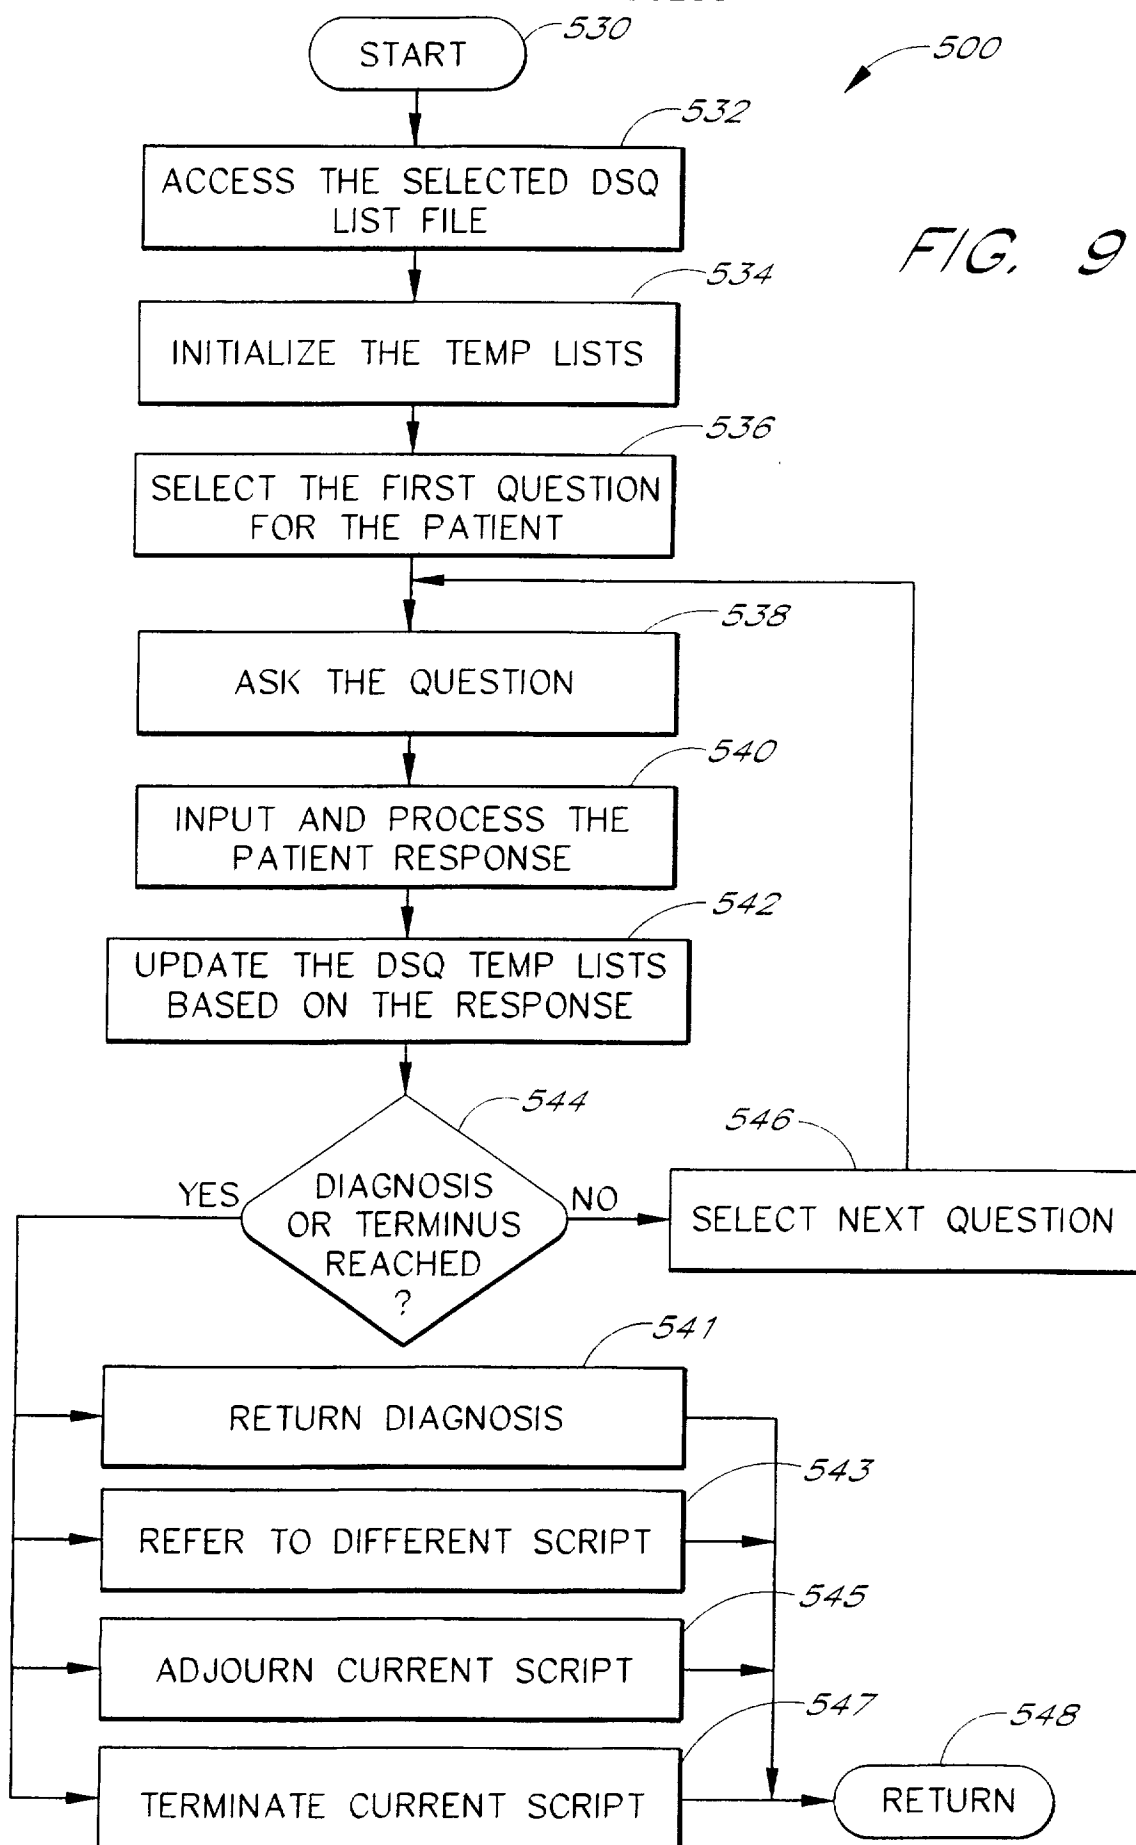 START
530
500
532
ACCESS THE SELECTED DSQ
LIST FILE
FIG. 9
534
INITIALIZE THE TEMP LISTS
536
SELECT THE FIRST QUESTION
FOR THE PATIENT
538
ASK THE QUESTION
540
INPUT AND PROCESS THE
PATIENT RESPONSE
542
UPDATE THE DSQ TEMP LISTS
BASED ON THE RESPONSE
544
546
YES
DIAGNOSIS
OR TERMINUS
REACHED
?
NO
SELECT NEXT QUESTION
541
RETURN DIAGNOSIS
543
REFER TO DIFFERENT SCRIPT
545
ADJOURN CURRENT SCRIPT
547
TERMINATE CURRENT SCRIPT
548
RETURN